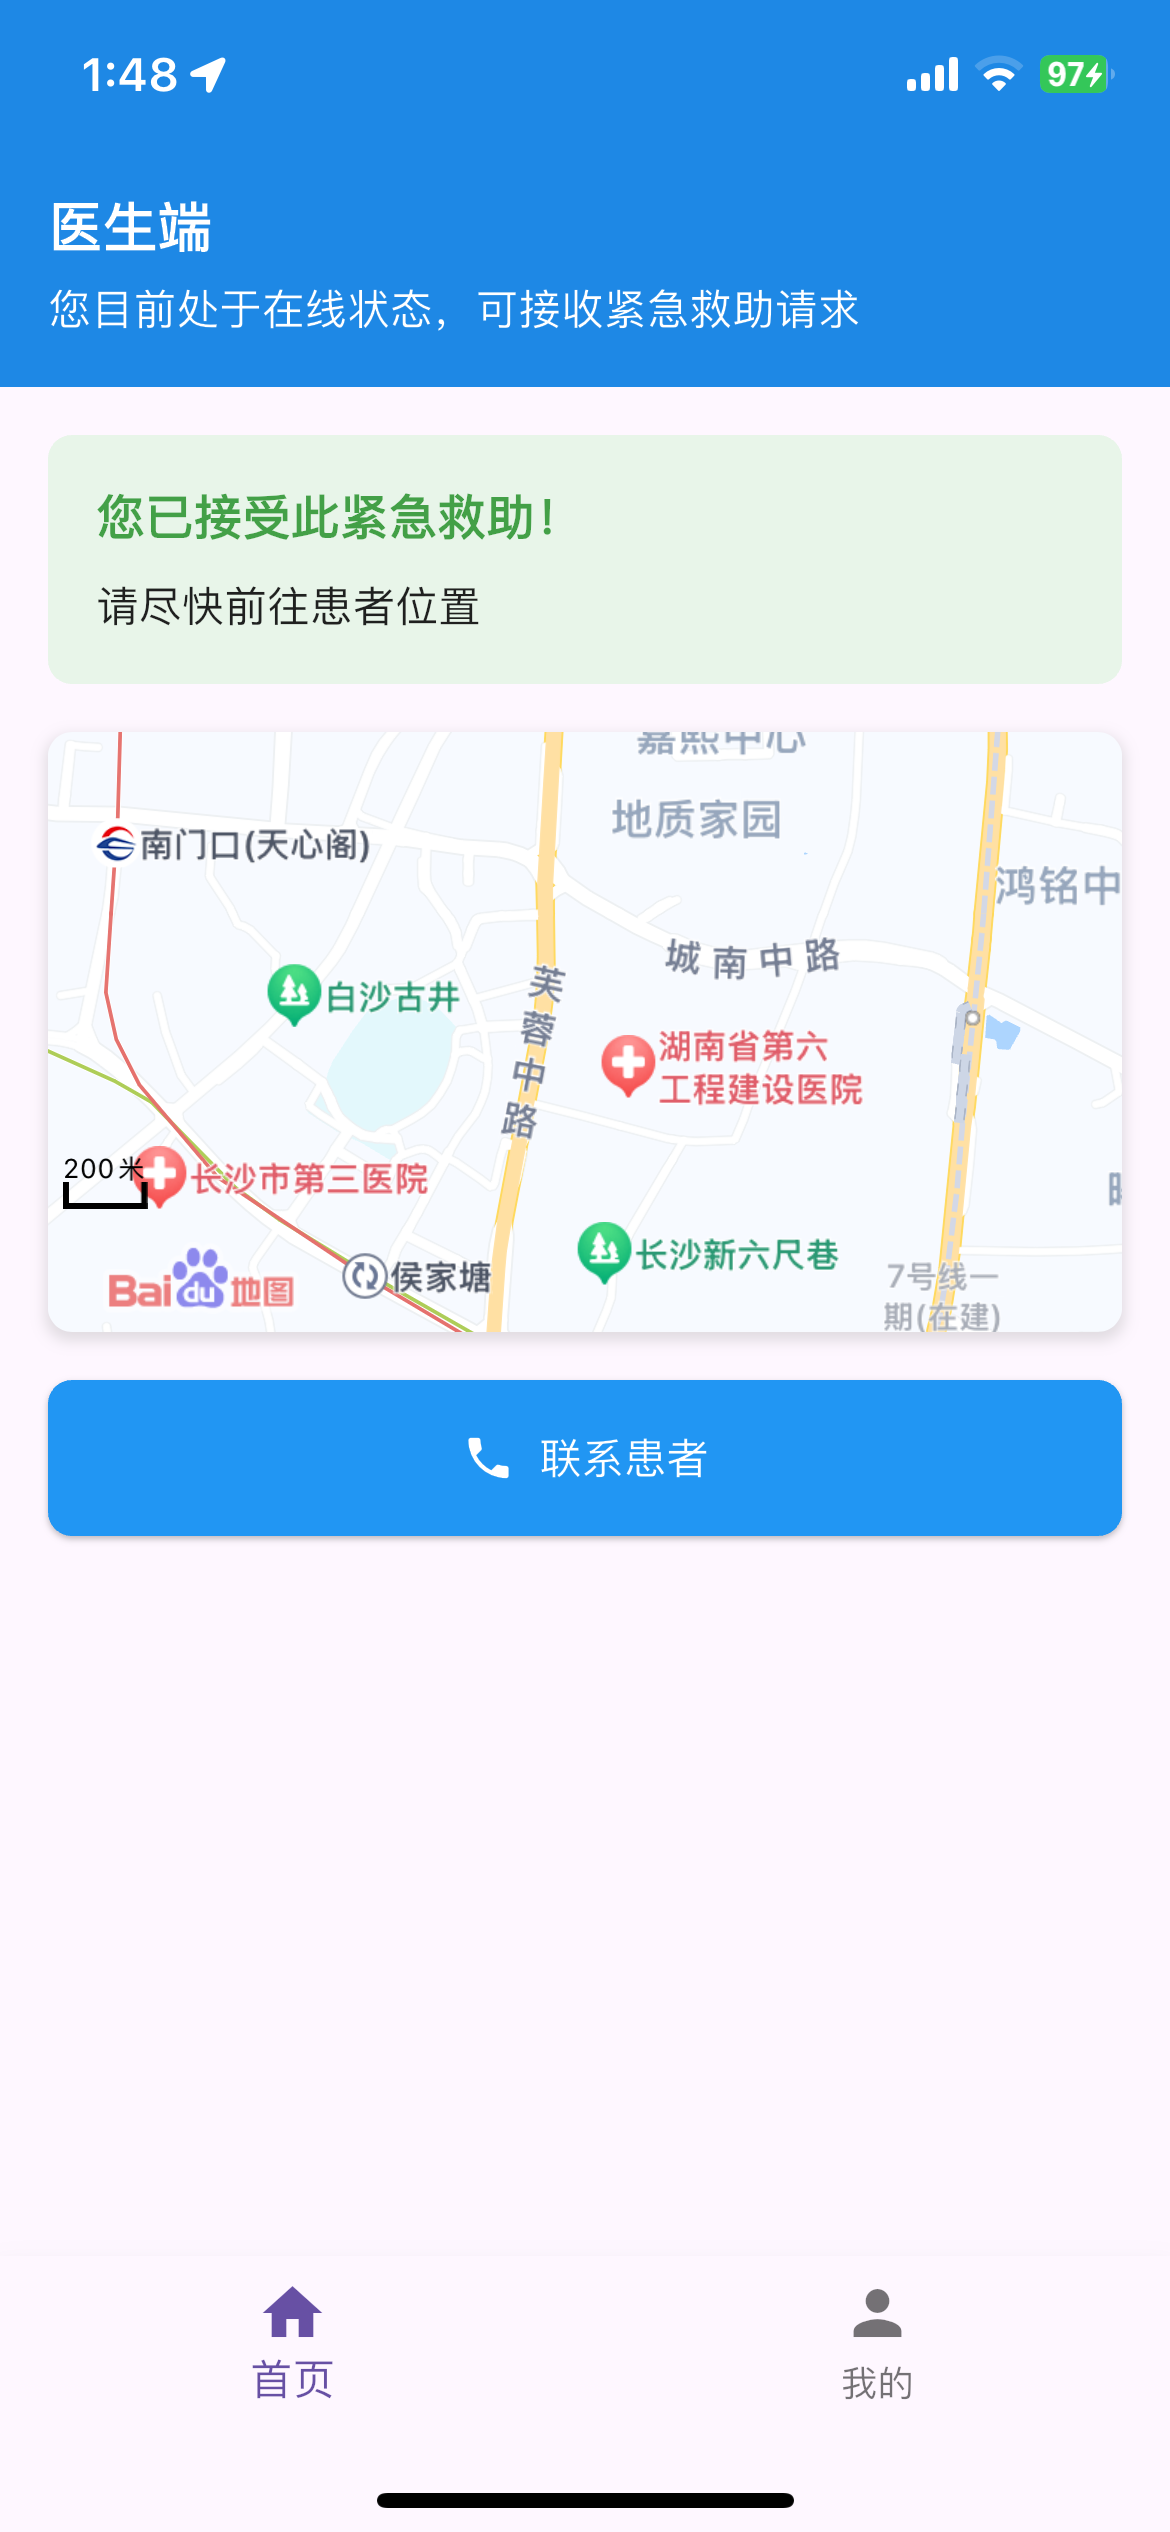 1:48
97
医生端
您目前处于在线状态，可接收紧急救助请求
您已接受此紧急救助！
请尽快前往患者位置
嘉熙中心
地质家园
南门口(天心阁)
鸿铭中
城南中路
白沙古井
芙蓉中路
湖南省第六
工程建设医院
200米
长沙市第三医院
长沙新六尺巷
侯家塘
7号线一
期(在建)
Bai du 地图
联系患者
首页
我的